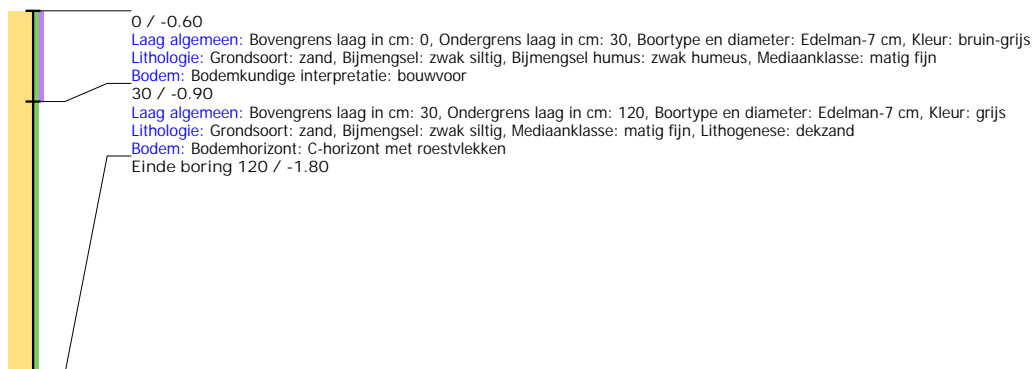 0 / -0.60
Laag algemeen: Bovengrens laag in cm: 0, Ondergrens laag in cm: 30, Boortype en diameter: Edelman-7 cm, Kleur: bruin-grijs
Lithologie: Grondsoort: zand, Bijmengsel: zwak siltig, Bijmengsel humus: zwak humeus, Mediaanklasse: matig fijn
Bodem: Bodemkundige interpretatie: bouwvoor
30 / -0.90
Laag algemeen: Bovengrens laag in cm: 30, Ondergrens laag in cm: 120, Boortype en diameter: Edelman-7 cm, Kleur: grijs
Lithologie: Grondsoort: zand, Bijmengsel: zwak siltig, Mediaanklasse: matig fijn, Lithogenese: dekzand
Bodem: Bodemhorizont: C-horizont met roestvlekken
Einde boring 120 / -1.80